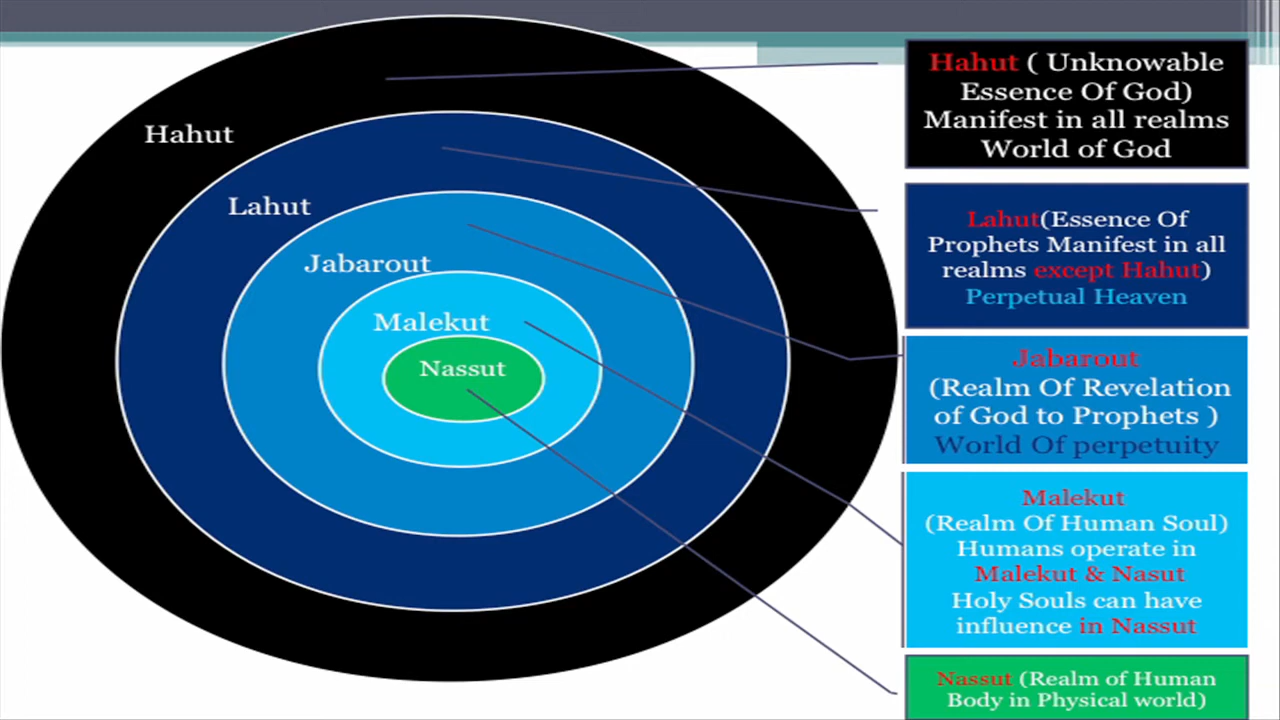 Hahut
Lahut
Jabarout
Malekut
Nassut
Hahut ( Unknowable
Essence Of God)
Manifest in all realms
World of God
Lahut(Essence Of
Prophets Manifest in all
realms except Hahut)
Perpetual Heaven
Jabarout
(Realm Of Revelation
of God to Prophets )
World Of perpetuity
Malekut
(Realm Of Human Soul)
Humans operate in
Malekut & Nasut
Holy Souls can have
influence in Nassut
Nassut (Realm of Human
Body in Physical world)